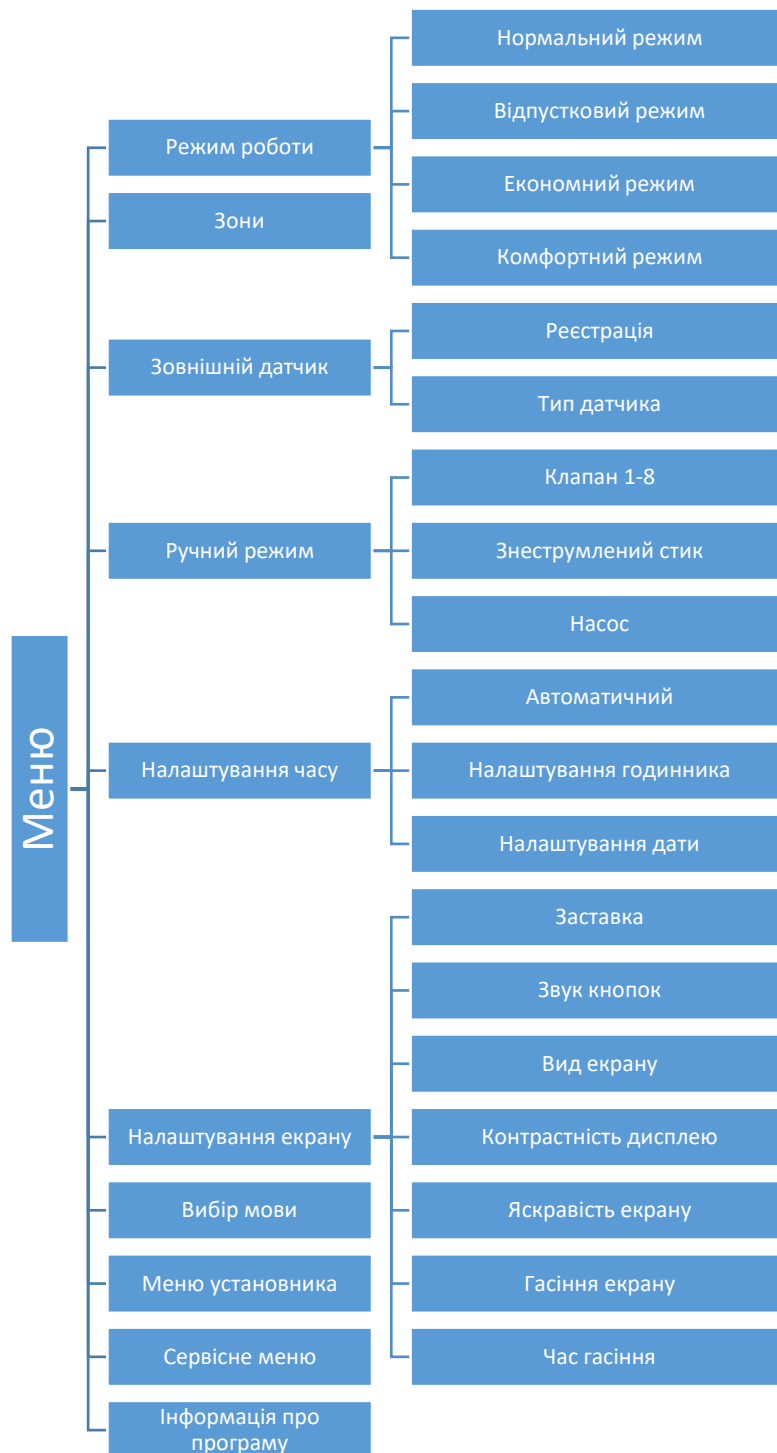 Меню
Режим роботи
Нормальний режим
Відпустковий режим
Економний режим
Комфортний режим
Зони
Зовнішній датчик
Реєстрація
Тип датчика
Ручний режим
Клапан 1-8
Знеструмлений стик
Насос
Налаштування часу
Автоматичний
Налаштування годинника
Налаштування дати
Налаштування екрану
Заставка
Звук кнопок
Вид екрану
Контрастність дисплею
Яскравість екрану
Гасіння екрану
Час гасіння
Вибір мови
Меню установника
Сервісне меню
Інформація про
програму